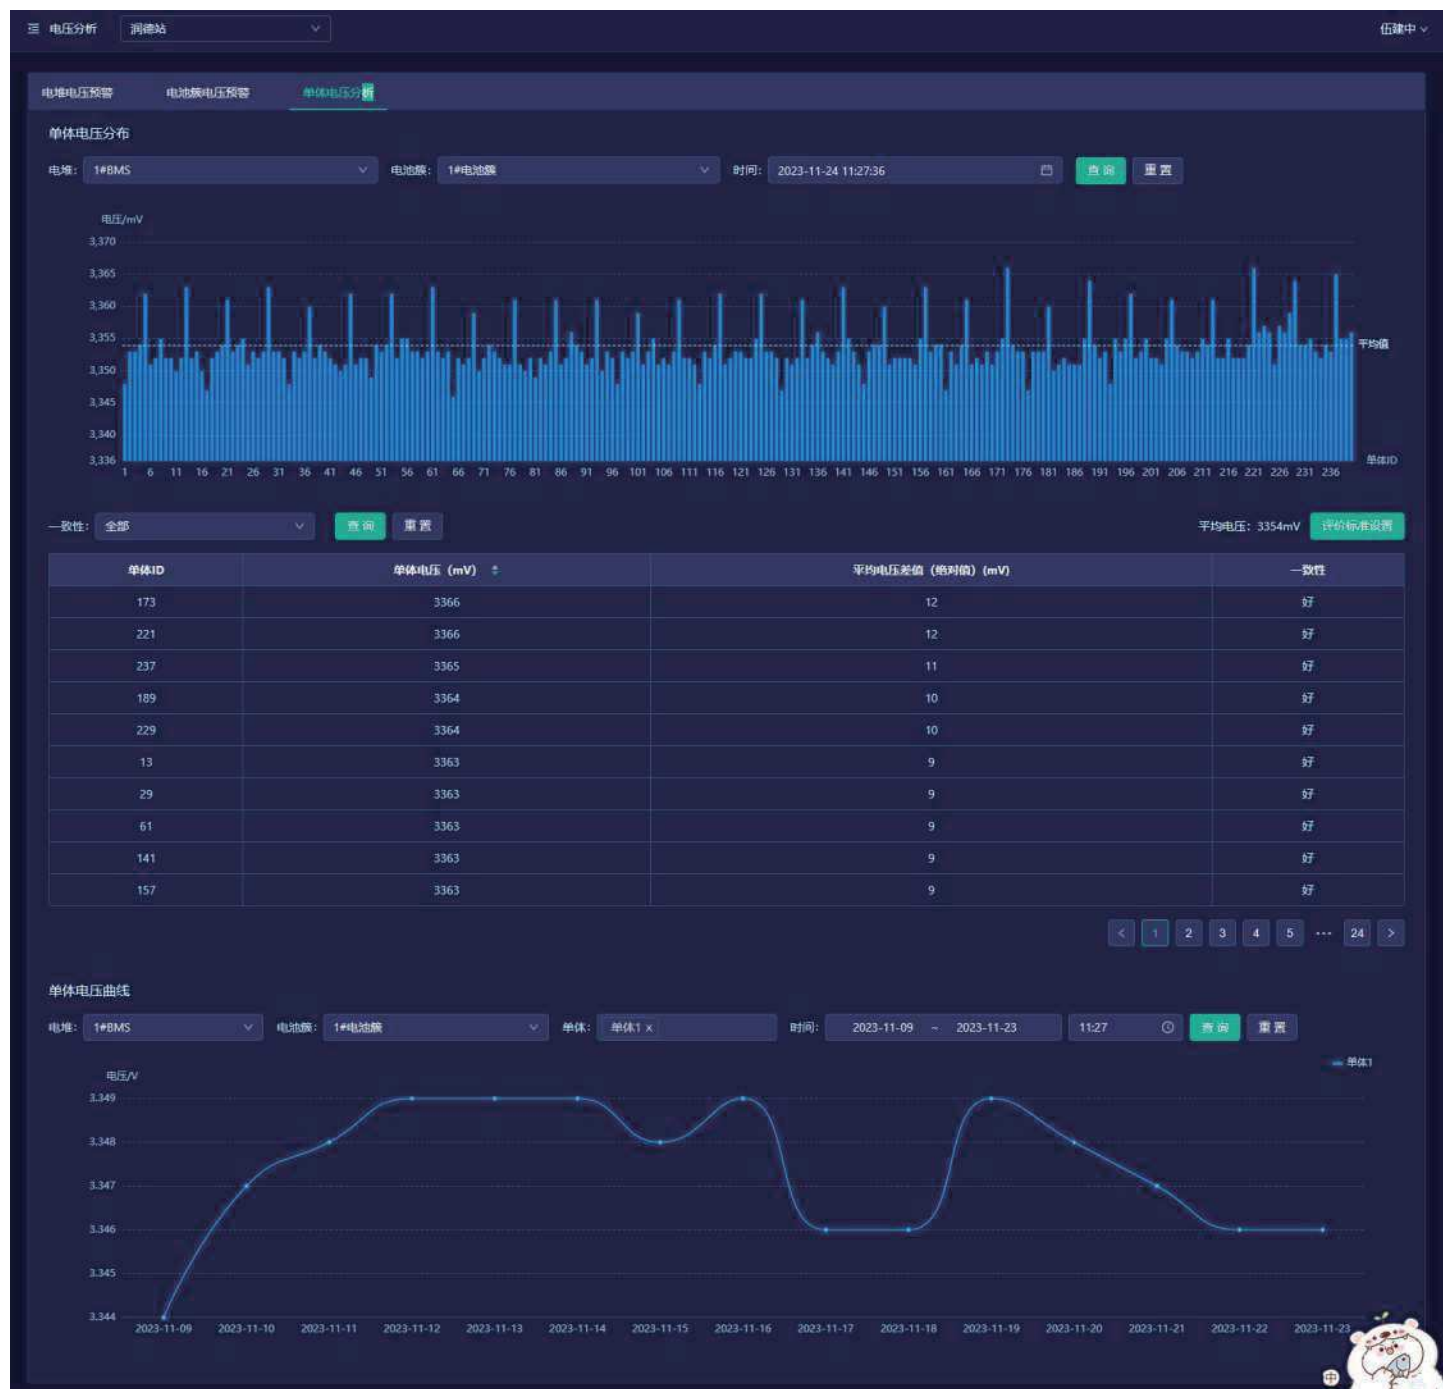 电压分析 润德站 伍建中
电堆电压预警 电池簇电压预警 单体电压分析
单体电压分布
电堆: 1#BMS 电池簇: 1#电池簇 时间: 2023-11-24 11:27:36 查询 重置
电压/mV
3,370
3,365
3,360
3,355
平均值
3,350
3,345
3,340
3,336
单体ID
1 6 11 16 21 26 31 36 41 46 51 56 61 66 71 76 81 86 91 96 101 106 111 116 121 126 131 136 141 146 151 156 161 166 171 176 181 186 191 196 201 206 211 216 221 226 231 236
一致性: 全部 查询 重置 平均电压: 3354mV 评价标准设置
单体ID 单体电压 (mV) 平均电压差值 (绝对值) (mV) 一致性
173 3366 12 好
221 3366 12 好
237 3365 11 好
189 3364 10 好
229 3364 10 好
13 3363 9 好
29 3363 9 好
61 3363 9 好
141 3363 9 好
157 3363 9 好
< 1 2 3 4 5 ··· 24 >
单体电压曲线
电堆: 1#BMS 电池簇: 1#电池簇 单体: 单体1 × 时间: 2023-11-09 ~ 2023-11-23 11:27 查询 重置
单体1
电压/V
3.349
3.348
3.347
3.346
3.345
3.344
2023-11-09 2023-11-10 2023-11-11 2023-11-12 2023-11-13 2023-11-14 2023-11-15 2023-11-16 2023-11-17 2023-11-18 2023-11-19 2023-11-20 2023-11-21 2023-11-22 2023-11-23
中